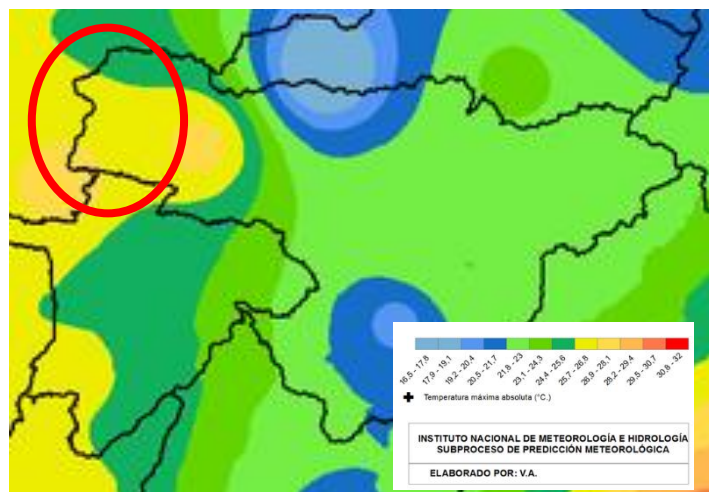 16,5 - 17,8
17,9 - 19,1
19,2 - 20,4
20,5 - 21,7
21,8 - 23
23,1 - 24,3
24,4 - 25,6
25,7 - 26,8
26,9 - 28,1
28,2 - 29,4
29,5 - 30,7
30,8 - 32
Temperatura máxima absoluta (°C.)
INSTITUTO NACIONAL DE METEOROLOGÍA E HIDROLOGÍA
SUBPROCESO DE PREDICCIÓN METEOROLÓGICA
ELABORADO POR: V.A.